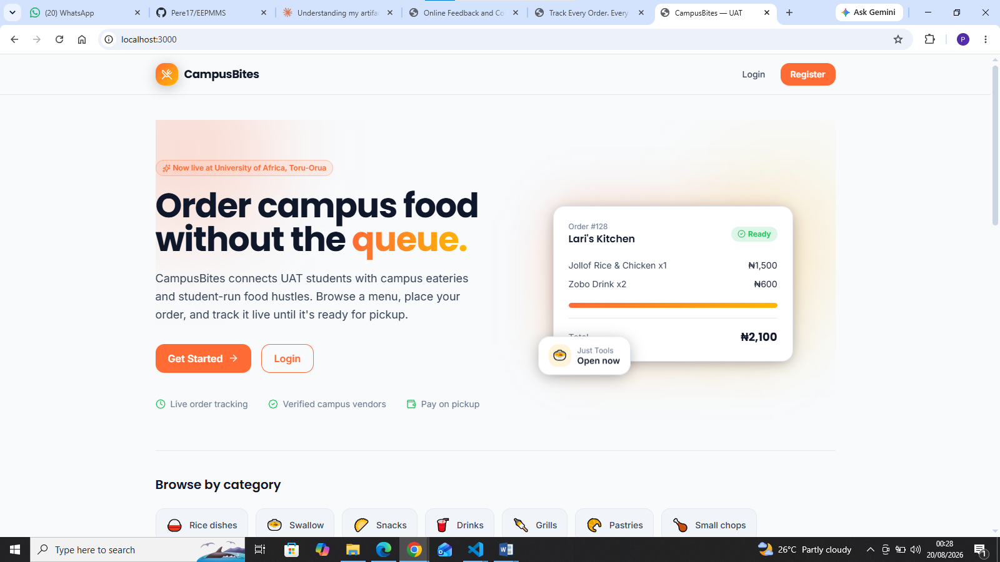 (20) WhatsApp
Pere17/EEPMMS
Understanding my artifa
Online Feedback and Co
Track Every Order. Every
CampusBites — UAT
Ask Gemini
localhost:3000
P
CampusBites
Login
Register
Now live at University of Africa, Toru-Orua
Order campus food
without the queue.
CampusBites connects UAT students with campus eateries
and student-run food hustles. Browse a menu, place your
order, and track it live until it's ready for pickup.
Get Started
Login
Live order tracking
Verified campus vendors
Pay on pickup
Order #128
Lari's Kitchen
Ready
Jollof Rice & Chicken x1
₦1,500
Zobo Drink x2
₦600
Total
₦2,100
Just Tools
Open now
Browse by category
Rice dishes
Swallow
Snacks
Drinks
Grills
Pastries
Small chops
Type here to search
26°C Partly cloudy
00:28
20/08/2026
1